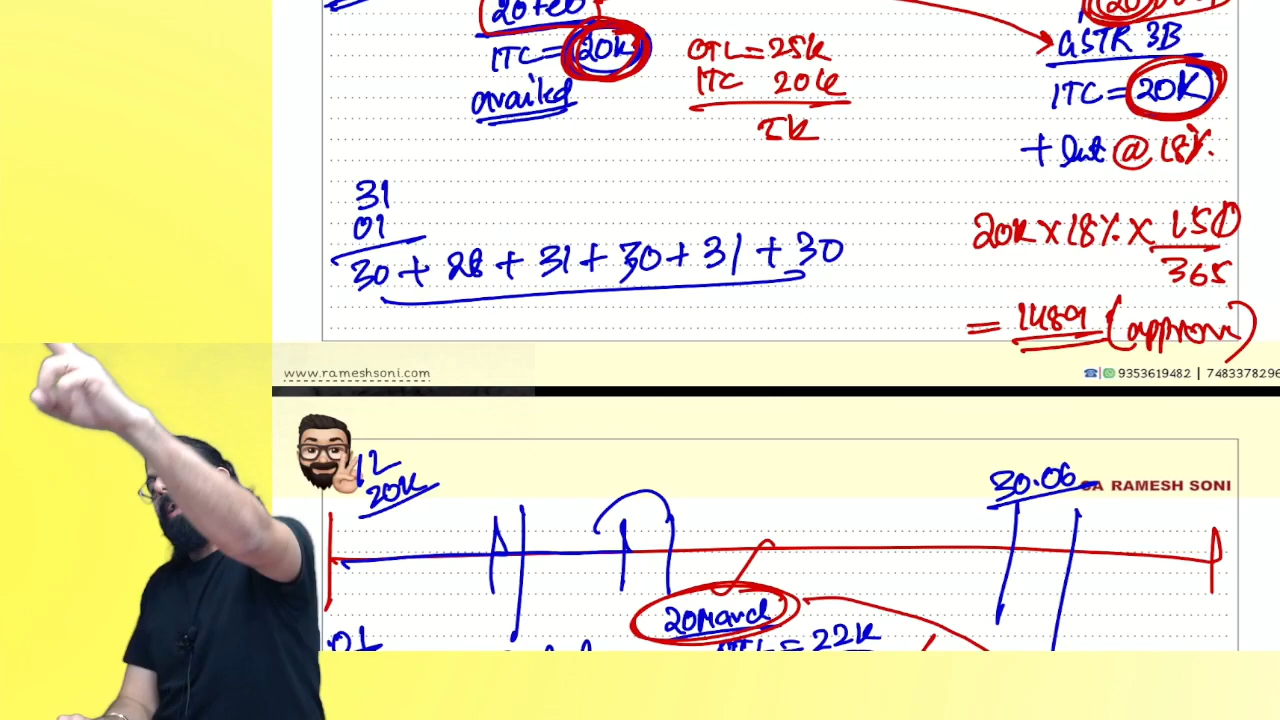 20 Feb
ITC = 20K
availed
OTL = 25K
ITC 20K
5K
GSTR 3B
ITC = 20K
+ Int @ 18%
31
01
30 + 28 + 31 + 30 + 31 + 30
20K × 18% × 150
365
= 1489 (approx)
www.rameshsoni.com
9353619482 | 7483378296
20K
30.06
CA RAMESH SONI
20 March
= 22K